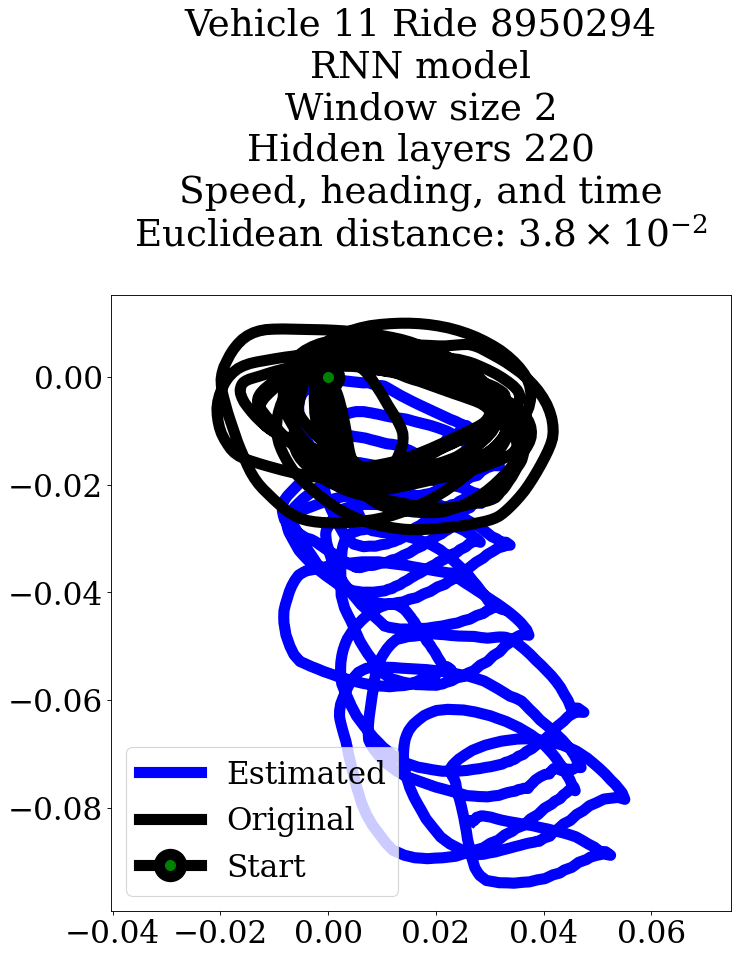 Vehicle 11 Ride 8950294
RNN model
Window size 2
Hidden layers 220
Speed, heading, and time
Euclidean distance: 3.8 × 10⁻²
0.00
−0.02
−0.04
−0.06
−0.08
Estimated
Original
Start
−0.04 −0.02 0.00 0.02 0.04 0.06